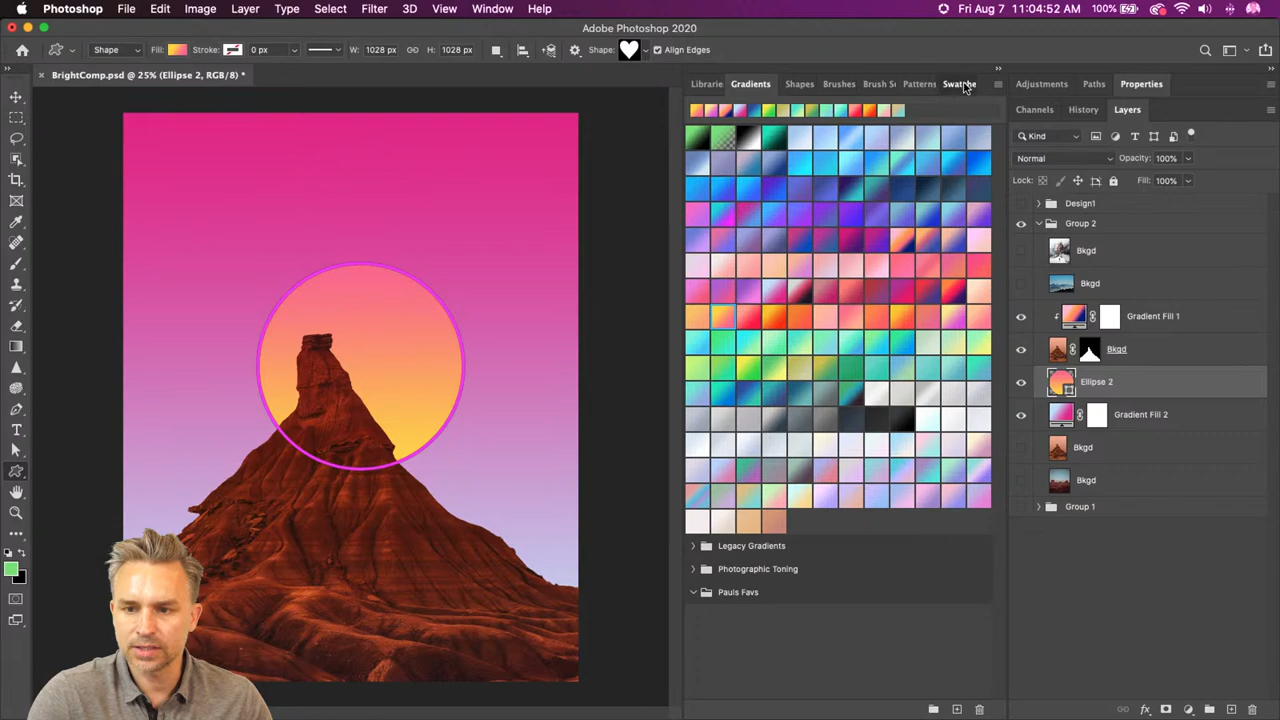 Photoshop File Edit Image Layer Type Select Filter 3D View Window Help 100% Fri Aug 7 11:04:52 AM
Adobe Photoshop 2020
Shape Fill: Stroke: 0 px W: 1028 px H: 1028 px Shape: Align Edges
BrightComp.psd @ 25% (Ellipse 2, RGB/8) *
Librarie Gradients Shapes Brushes Brush Se Patterns
Adjustments Paths Properties
Channels History Layers
Kind
Normal Opacity: 100%
Lock: Fill: 100%
Design1
Group 2
Bkgd
Bkgd
Gradient Fill 1
Bkgd
Ellipse 2
Gradient Fill 2
Bkgd
Bkgd
Group 1
Legacy Gradients
Photographic Toning
Pauls Favs